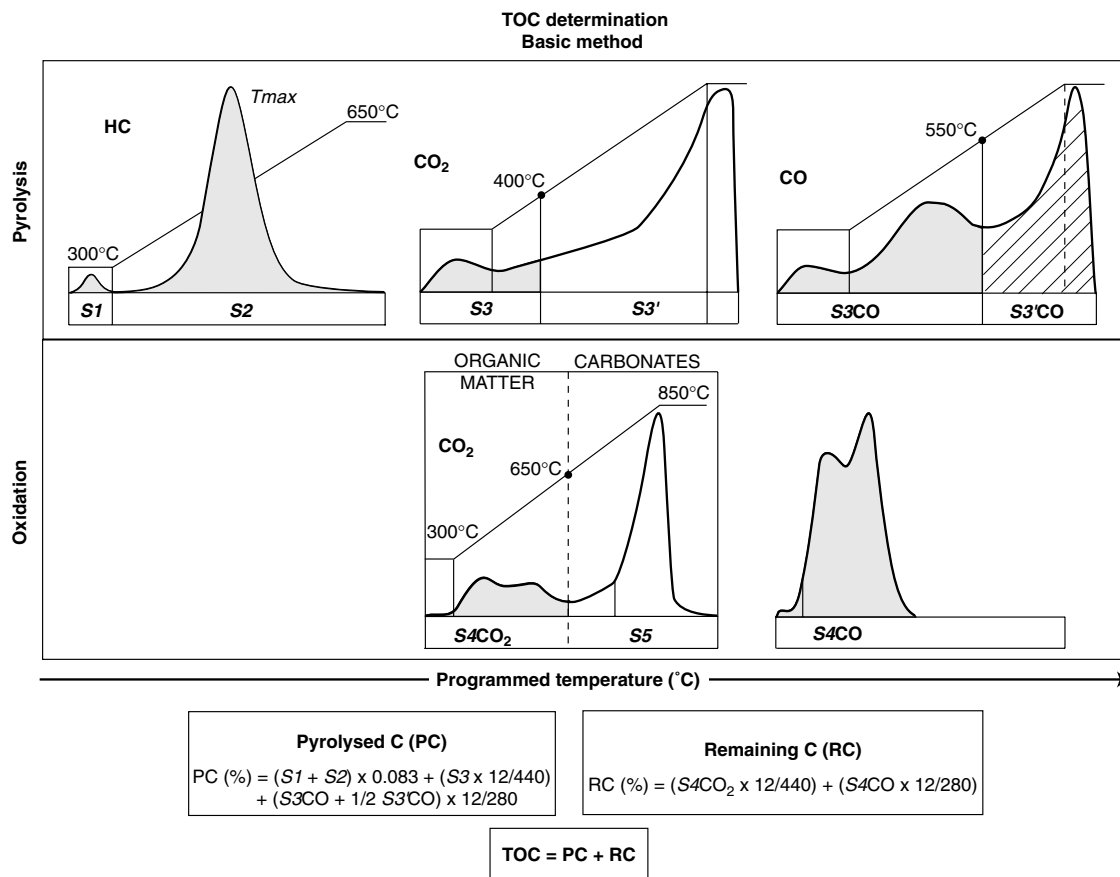 TOC determination
Basic method
Pyrolysis
HC
Tmax
650°C
300°C
S1
S2
CO₂
400°C
S3
S3'
CO
550°C
S3CO
S3'CO
Oxidation
ORGANIC MATTER
CARBONATES
CO₂
850°C
650°C
300°C
S4CO₂
S5
S4CO
Programmed temperature (˚C)
Pyrolysed C (PC)
PC (%) = (S1 + S2) x 0.083 + (S3 x 12/440)
+ (S3CO + 1/2 S3'CO) x 12/280
Remaining C (RC)
RC (%) = (S4CO₂ x 12/440) + (S4CO x 12/280)
TOC = PC + RC